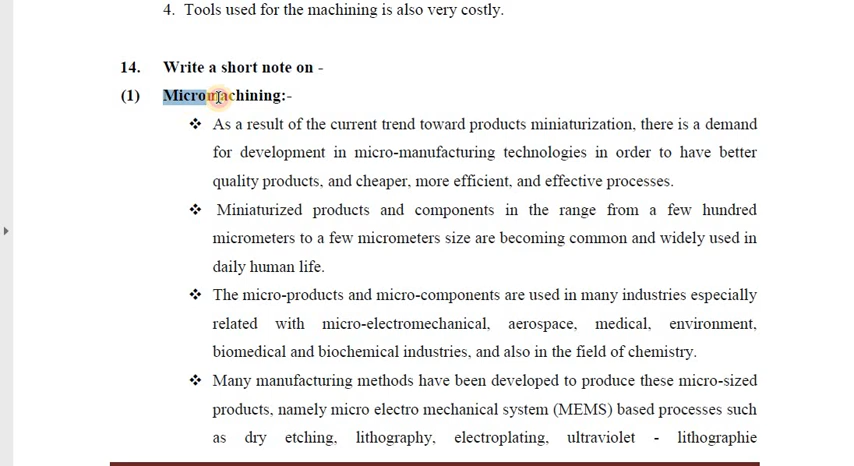 4. Tools used for the machining is also very costly.
14. Write a short note on -
(1) Micromachining:-
❖ As a result of the current trend toward products miniaturization, there is a demand
for development in micro-manufacturing technologies in order to have better
quality products, and cheaper, more efficient, and effective processes.
❖ Miniaturized products and components in the range from a few hundred
micrometers to a few micrometers size are becoming common and widely used in
daily human life.
❖ The micro-products and micro-components are used in many industries especially
related with micro-electromechanical, aerospace, medical, environment,
biomedical and biochemical industries, and also in the field of chemistry.
❖ Many manufacturing methods have been developed to produce these micro-sized
products, namely micro electro mechanical system (MEMS) based processes such
as dry etching, lithography, electroplating, ultraviolet - lithographie